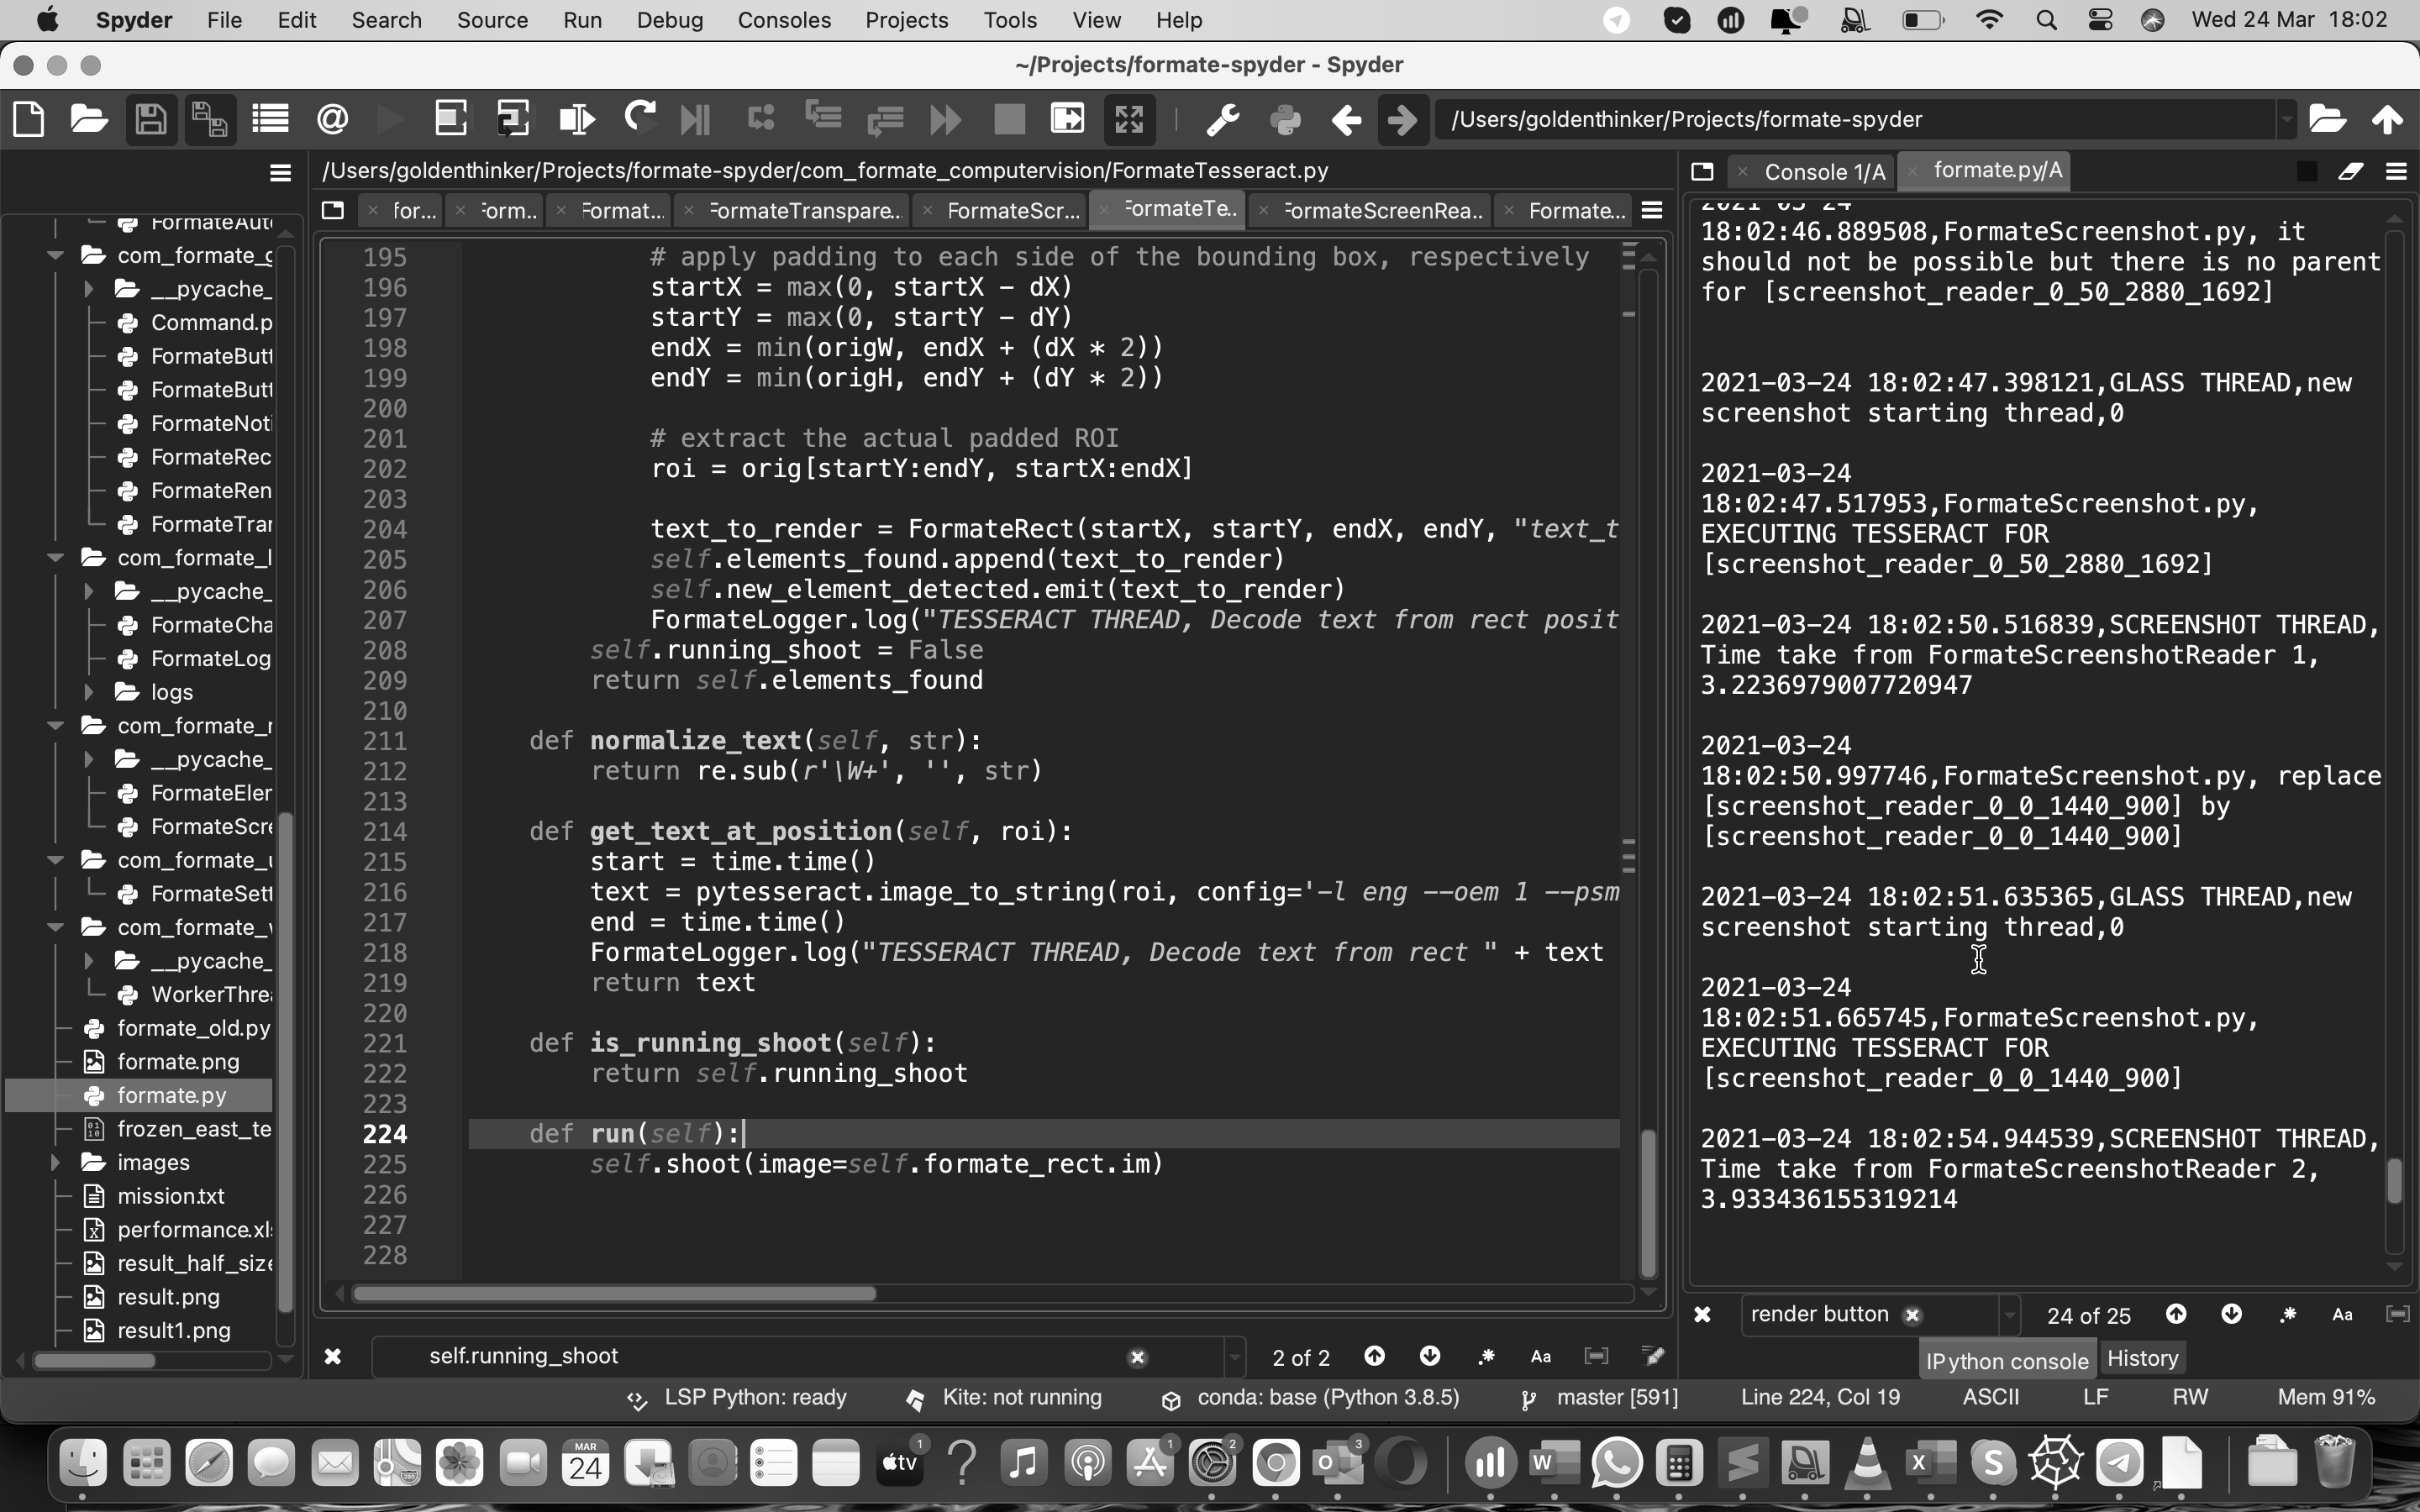 Spyder File Edit Search Source Run Debug Consoles Projects Tools View Help Wed 24 Mar 18:02
~/Projects/formate-spyder - Spyder
/Users/goldenthinker/Projects/formate-spyder
/Users/goldenthinker/Projects/formate-spyder/com_formate_computervision/FormateTesseract.py
for... Form... Format... FormateTranspare... FormateScr... FormateTe... FormateScreenRea... Formate...
FormateAut
com_formate_g
__pycache_
Command.p
FormateButt
FormateButt
FormateNoti
FormateRec
FormateRen
FormateTrar
com_formate_l
__pycache_
FormateCha
FormateLog
logs
com_formate_r
__pycache_
FormateEler
FormateScre
com_formate_u
FormateSett
com_formate_w
__pycache_
WorkerThre
formate_old.py
formate.png
formate.py
frozen_east_te
images
mission.txt
performance.xl
result_half_size
result.png
result1.png
195 # apply padding to each side of the bounding box, respectively
196 startX = max(0, startX - dX)
197 startY = max(0, startY - dY)
198 endX = min(origW, endX + (dX * 2))
199 endY = min(origH, endY + (dY * 2))
200
201 # extract the actual padded ROI
202 roi = orig[startY:endY, startX:endX]
203
204 text_to_render = FormateRect(startX, startY, endX, endY, "text_t
205 self.elements_found.append(text_to_render)
206 self.new_element_detected.emit(text_to_render)
207 FormateLogger.log("TESSERACT THREAD, Decode text from rect posit
208 self.running_shoot = False
209 return self.elements_found
210
211 def normalize_text(self, str):
212 return re.sub(r'\W+', '', str)
213
214 def get_text_at_position(self, roi):
215 start = time.time()
216 text = pytesseract.image_to_string(roi, config='-l eng --oem 1 --psm
217 end = time.time()
218 FormateLogger.log("TESSERACT THREAD, Decode text from rect " + text
219 return text
220
221 def is_running_shoot(self):
222 return self.running_shoot
223
224 def run(self):
225 self.shoot(image=self.formate_rect.im)
226
227
228
self.running_shoot 2 of 2 Aa
Console 1/A formate.py/A
2021-03-24
18:02:46.889508,FormateScreenshot.py, it
should not be possible but there is no parent
for [screenshot_reader_0_50_2880_1692]
2021-03-24 18:02:47.398121,GLASS THREAD,new
screenshot starting thread,0
2021-03-24
18:02:47.517953,FormateScreenshot.py,
EXECUTING TESSERACT FOR
[screenshot_reader_0_50_2880_1692]
2021-03-24 18:02:50.516839,SCREENSHOT THREAD,
Time take from FormateScreenshotReader 1,
3.2236979007720947
2021-03-24
18:02:50.997746,FormateScreenshot.py, replace
[screenshot_reader_0_0_1440_900] by
[screenshot_reader_0_0_1440_900]
2021-03-24 18:02:51.635365,GLASS THREAD,new
screenshot starting thread,0
2021-03-24
18:02:51.665745,FormateScreenshot.py,
EXECUTING TESSERACT FOR
[screenshot_reader_0_0_1440_900]
2021-03-24 18:02:54.944539,SCREENSHOT THREAD,
Time take from FormateScreenshotReader 2,
3.933436155319214
render button 24 of 25 Aa
IPython console History
LSP Python: ready Kite: not running conda: base (Python 3.8.5) master [591] Line 224, Col 19 ASCII LF RW Mem 91%
MAR
24
tv
1
1
2
3